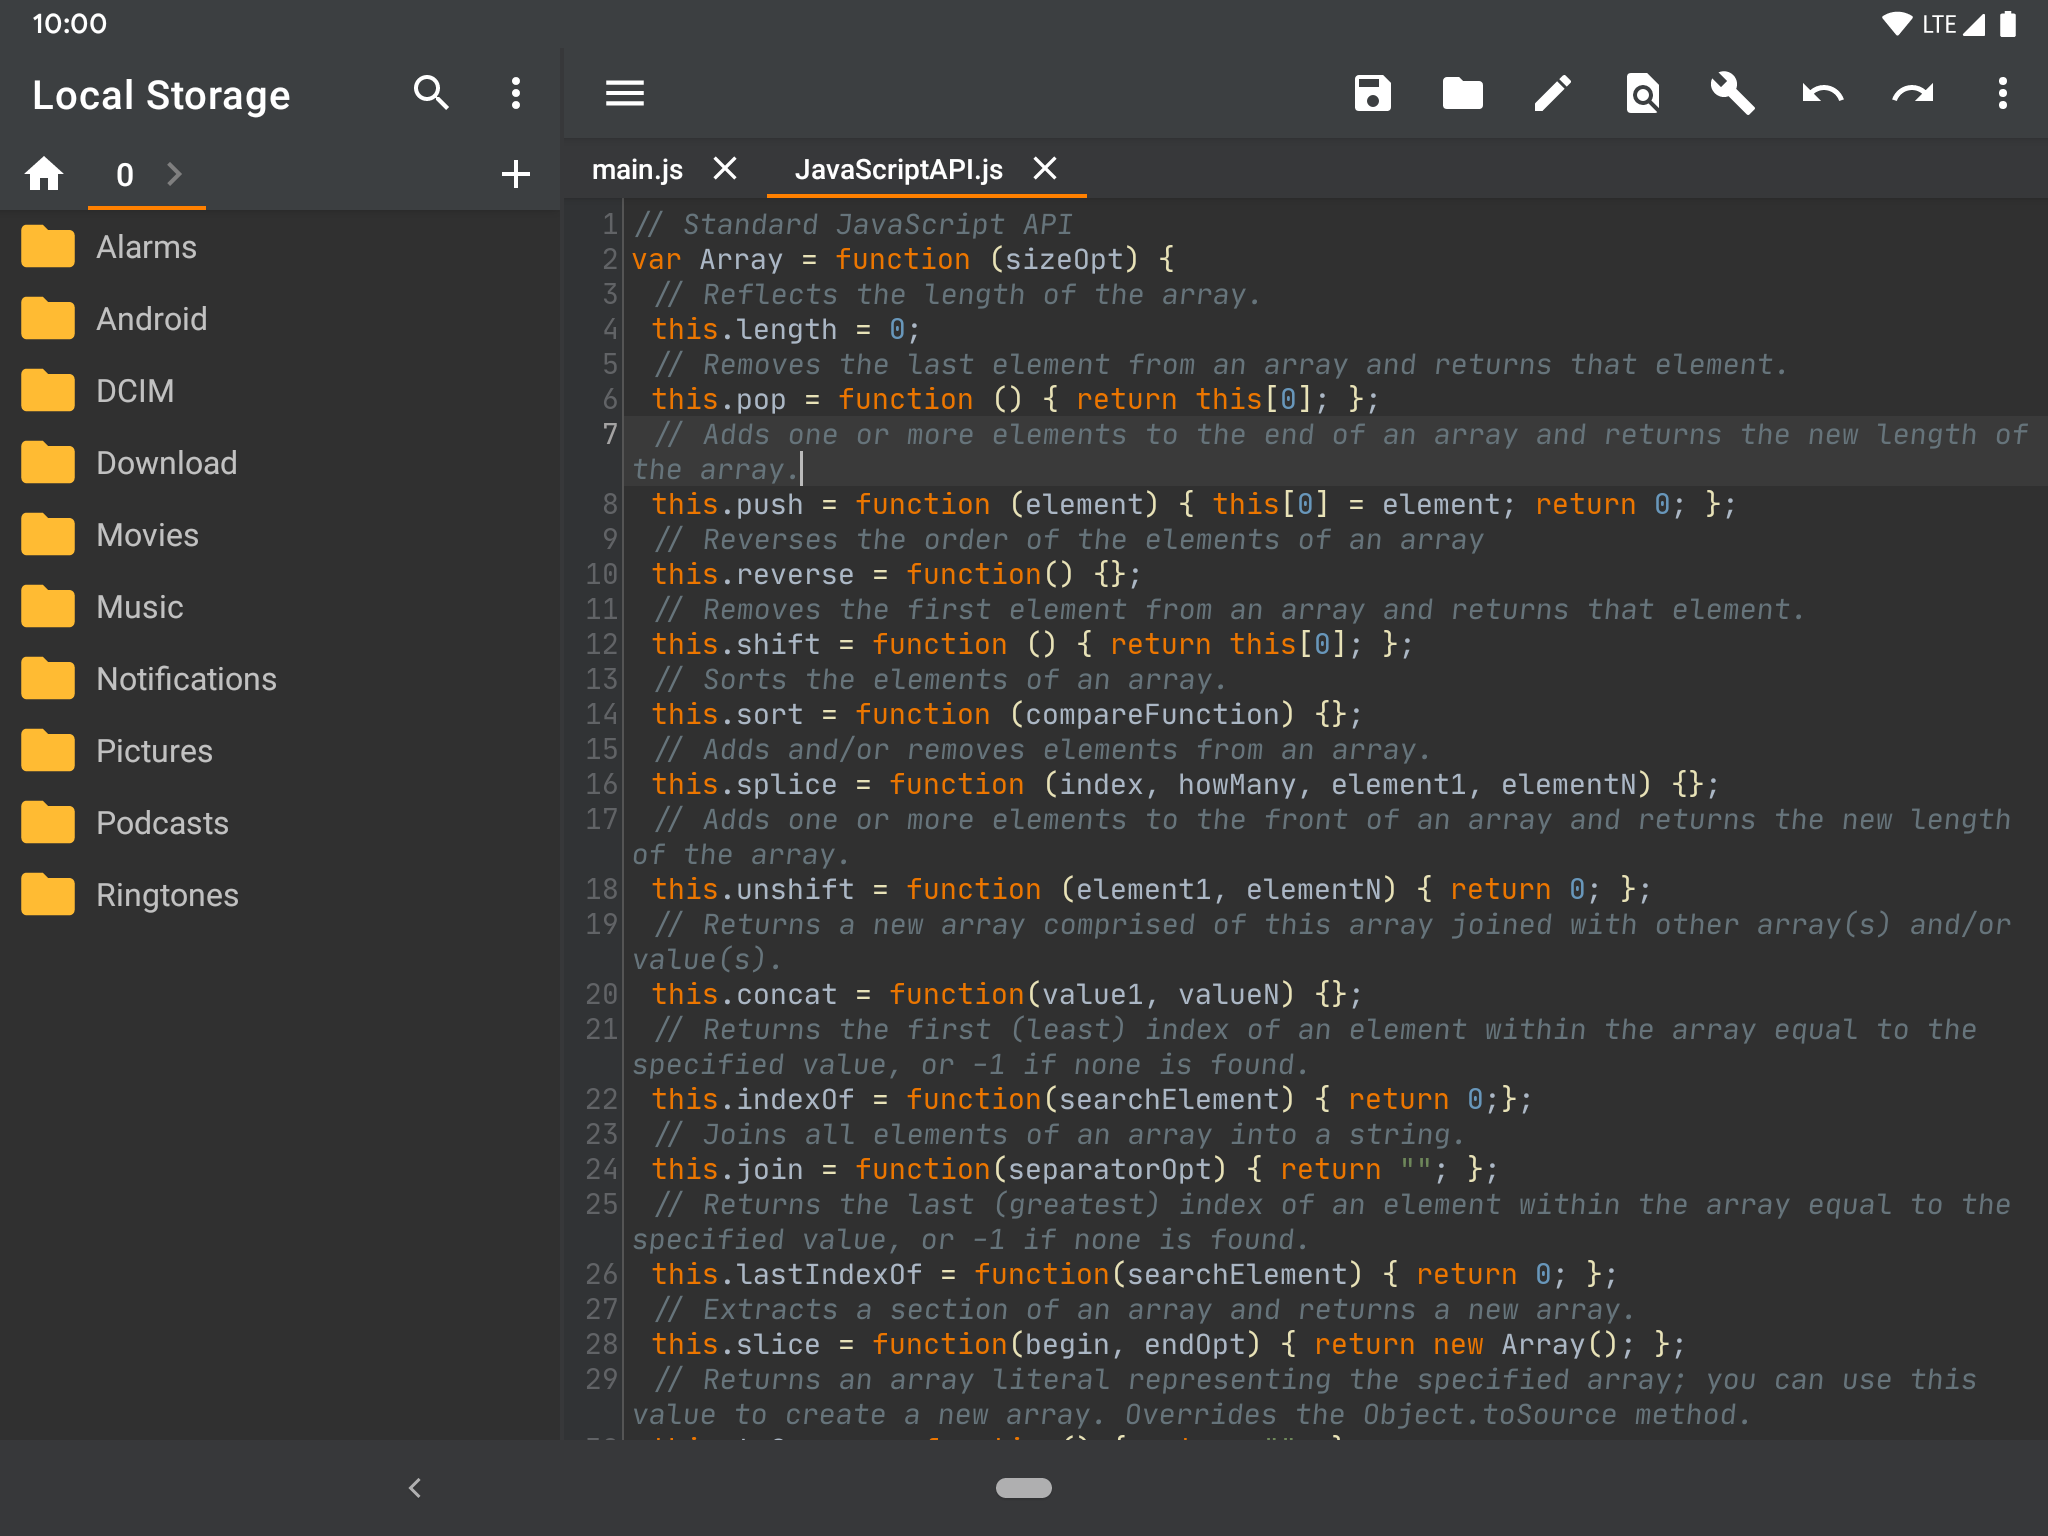 10:00
LTE
Local Storage
0
Alarms
Android
DCIM
Download
Movies
Music
Notifications
Pictures
Podcasts
Ringtones
main.js
JavaScriptAPI.js
1 // Standard JavaScript API
2 var Array = function (sizeOpt) {
3 // Reflects the length of the array.
4 this.length = 0;
5 // Removes the last element from an array and returns that element.
6 this.pop = function () { return this[0]; };
7 // Adds one or more elements to the end of an array and returns the new length of
the array.
8 this.push = function (element) { this[0] = element; return 0; };
9 // Reverses the order of the elements of an array
10 this.reverse = function() {};
11 // Removes the first element from an array and returns that element.
12 this.shift = function () { return this[0]; };
13 // Sorts the elements of an array.
14 this.sort = function (compareFunction) {};
15 // Adds and/or removes elements from an array.
16 this.splice = function (index, howMany, element1, elementN) {};
17 // Adds one or more elements to the front of an array and returns the new length
of the array.
18 this.unshift = function (element1, elementN) { return 0; };
19 // Returns a new array comprised of this array joined with other array(s) and/or
value(s).
20 this.concat = function(value1, valueN) {};
21 // Returns the first (least) index of an element within the array equal to the
specified value, or -1 if none is found.
22 this.indexOf = function(searchElement) { return 0;};
23 // Joins all elements of an array into a string.
24 this.join = function(separatorOpt) { return ""; };
25 // Returns the last (greatest) index of an element within the array equal to the
specified value, or -1 if none is found.
26 this.lastIndexOf = function(searchElement) { return 0; };
27 // Extracts a section of an array and returns a new array.
28 this.slice = function(begin, endOpt) { return new Array(); };
29 // Returns an array literal representing the specified array; you can use this
value to create a new array. Overrides the Object.toSource method.